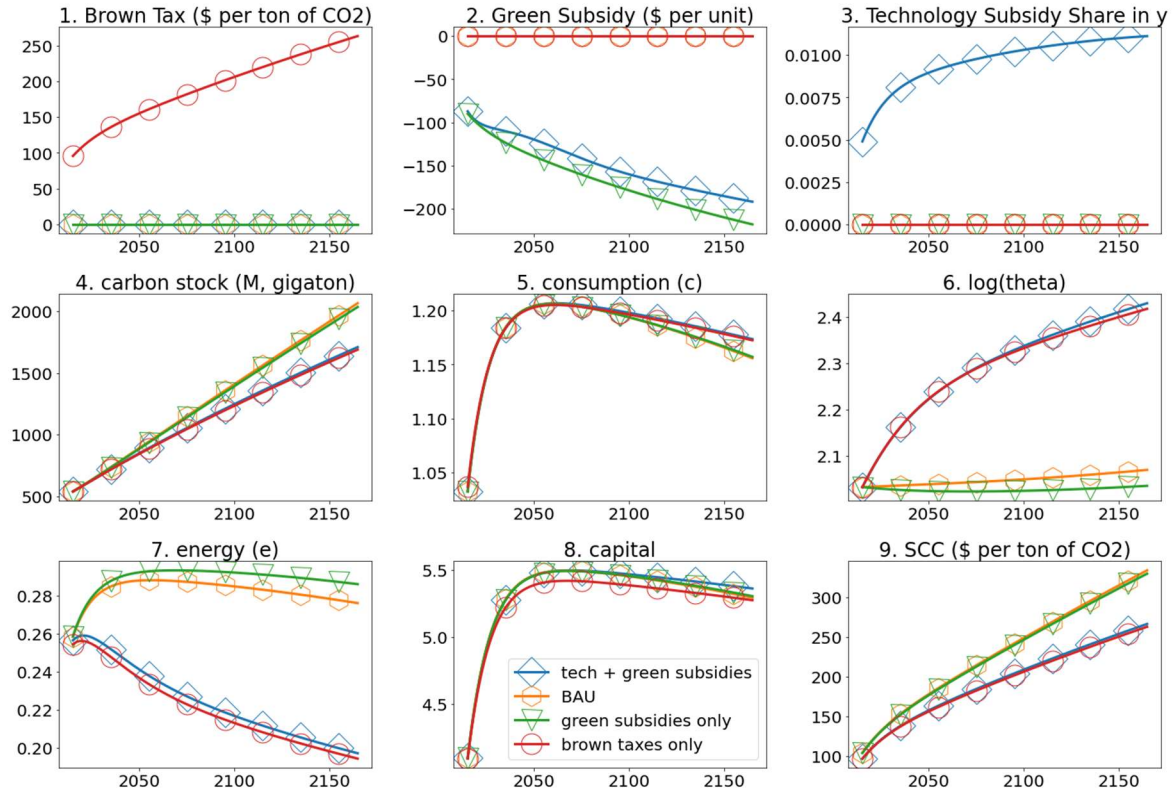 1. Brown Tax ($ per ton of CO2)
250
200
150
100
50
0
2050 2100 2150
2. Green Subsidy ($ per unit)
0
−50
−100
−150
−200
2050 2100 2150
3. Technology Subsidy Share in y
0.0100
0.0075
0.0050
0.0025
0.0000
2050 2100 2150
4. carbon stock (M, gigaton)
2000
1500
1000
500
2050 2100 2150
5. consumption (c)
1.20
1.15
1.10
1.05
2050 2100 2150
6. log(theta)
2.4
2.3
2.2
2.1
2050 2100 2150
7. energy (e)
0.28
0.26
0.24
0.22
0.20
2050 2100 2150
8. capital
5.5
5.0
4.5
tech + green subsidies
BAU
green subsidies only
brown taxes only
2050 2100 2150
9. SCC ($ per ton of CO2)
300
250
200
150
100
2050 2100 2150